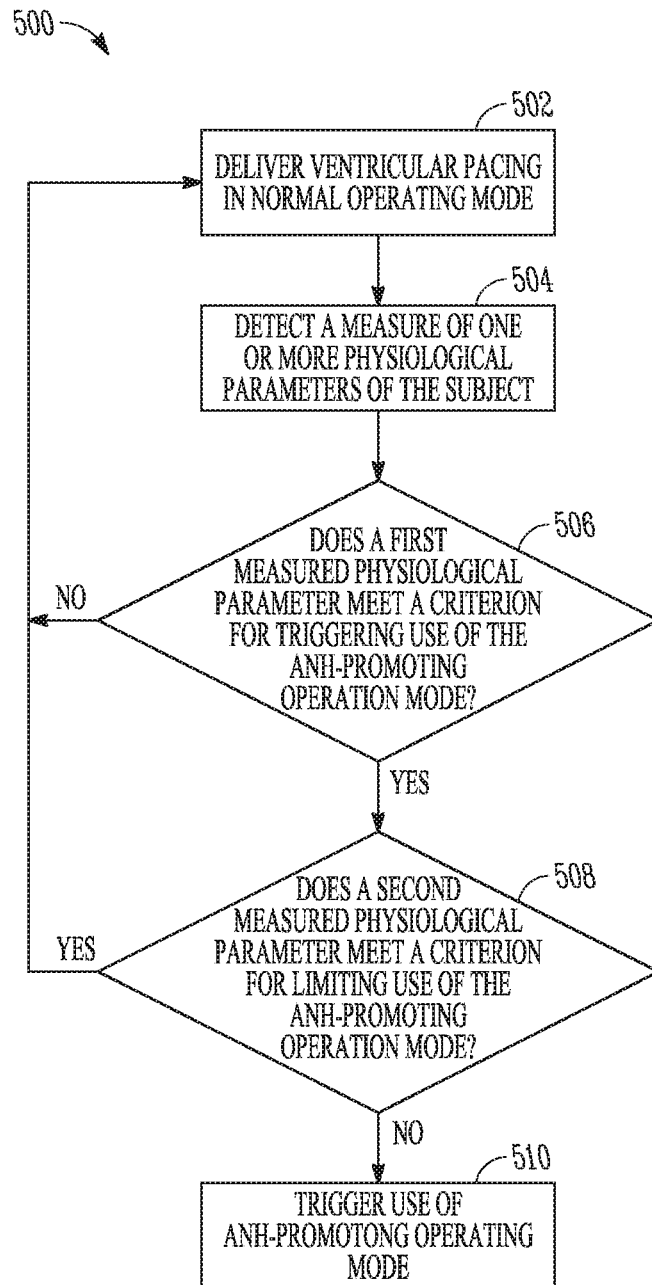 500
502
DELIVER VENTRICULAR PACING
IN NORMAL OPERATING MODE
504
DETECT A MEASURE OF ONE
OR MORE PHYSIOLOGICAL
PARAMETERS OF THE SUBJECT
506
DOES A FIRST
MEASURED PHYSIOLOGICAL
PARAMETER MEET A CRITERION
FOR TRIGGERING USE OF THE
ANH-PROMOTING
OPERATION MODE?
NO
YES
508
DOES A SECOND
MEASURED PHYSIOLOGICAL
PARAMETER MEET A CRITERION
FOR LIMITING USE OF THE
ANH-PROMOTING
OPERATION MODE?
YES
NO
510
TRIGGER USE OF
ANH-PROMOTONG OPERATING
MODE